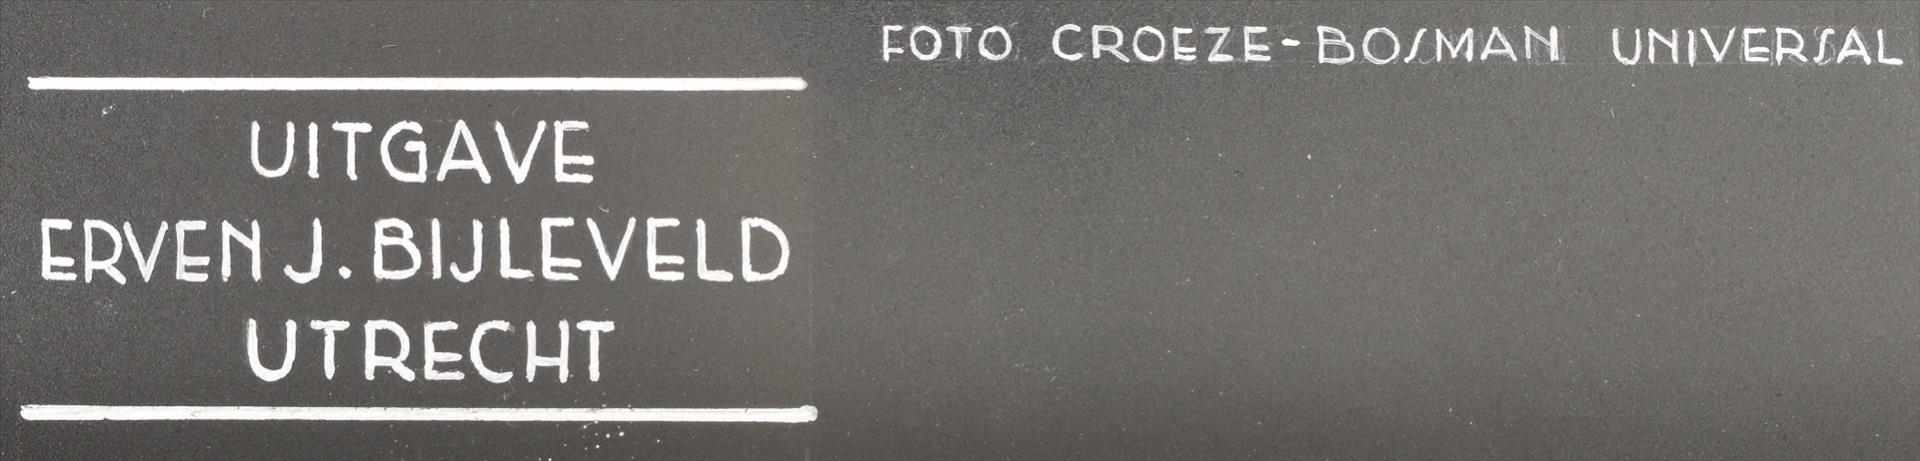 FOTO CROEZE-BOSMAN UNIVERSAL
UITGAVE
ERVEN J. BIJLEVELD
UTRECHT